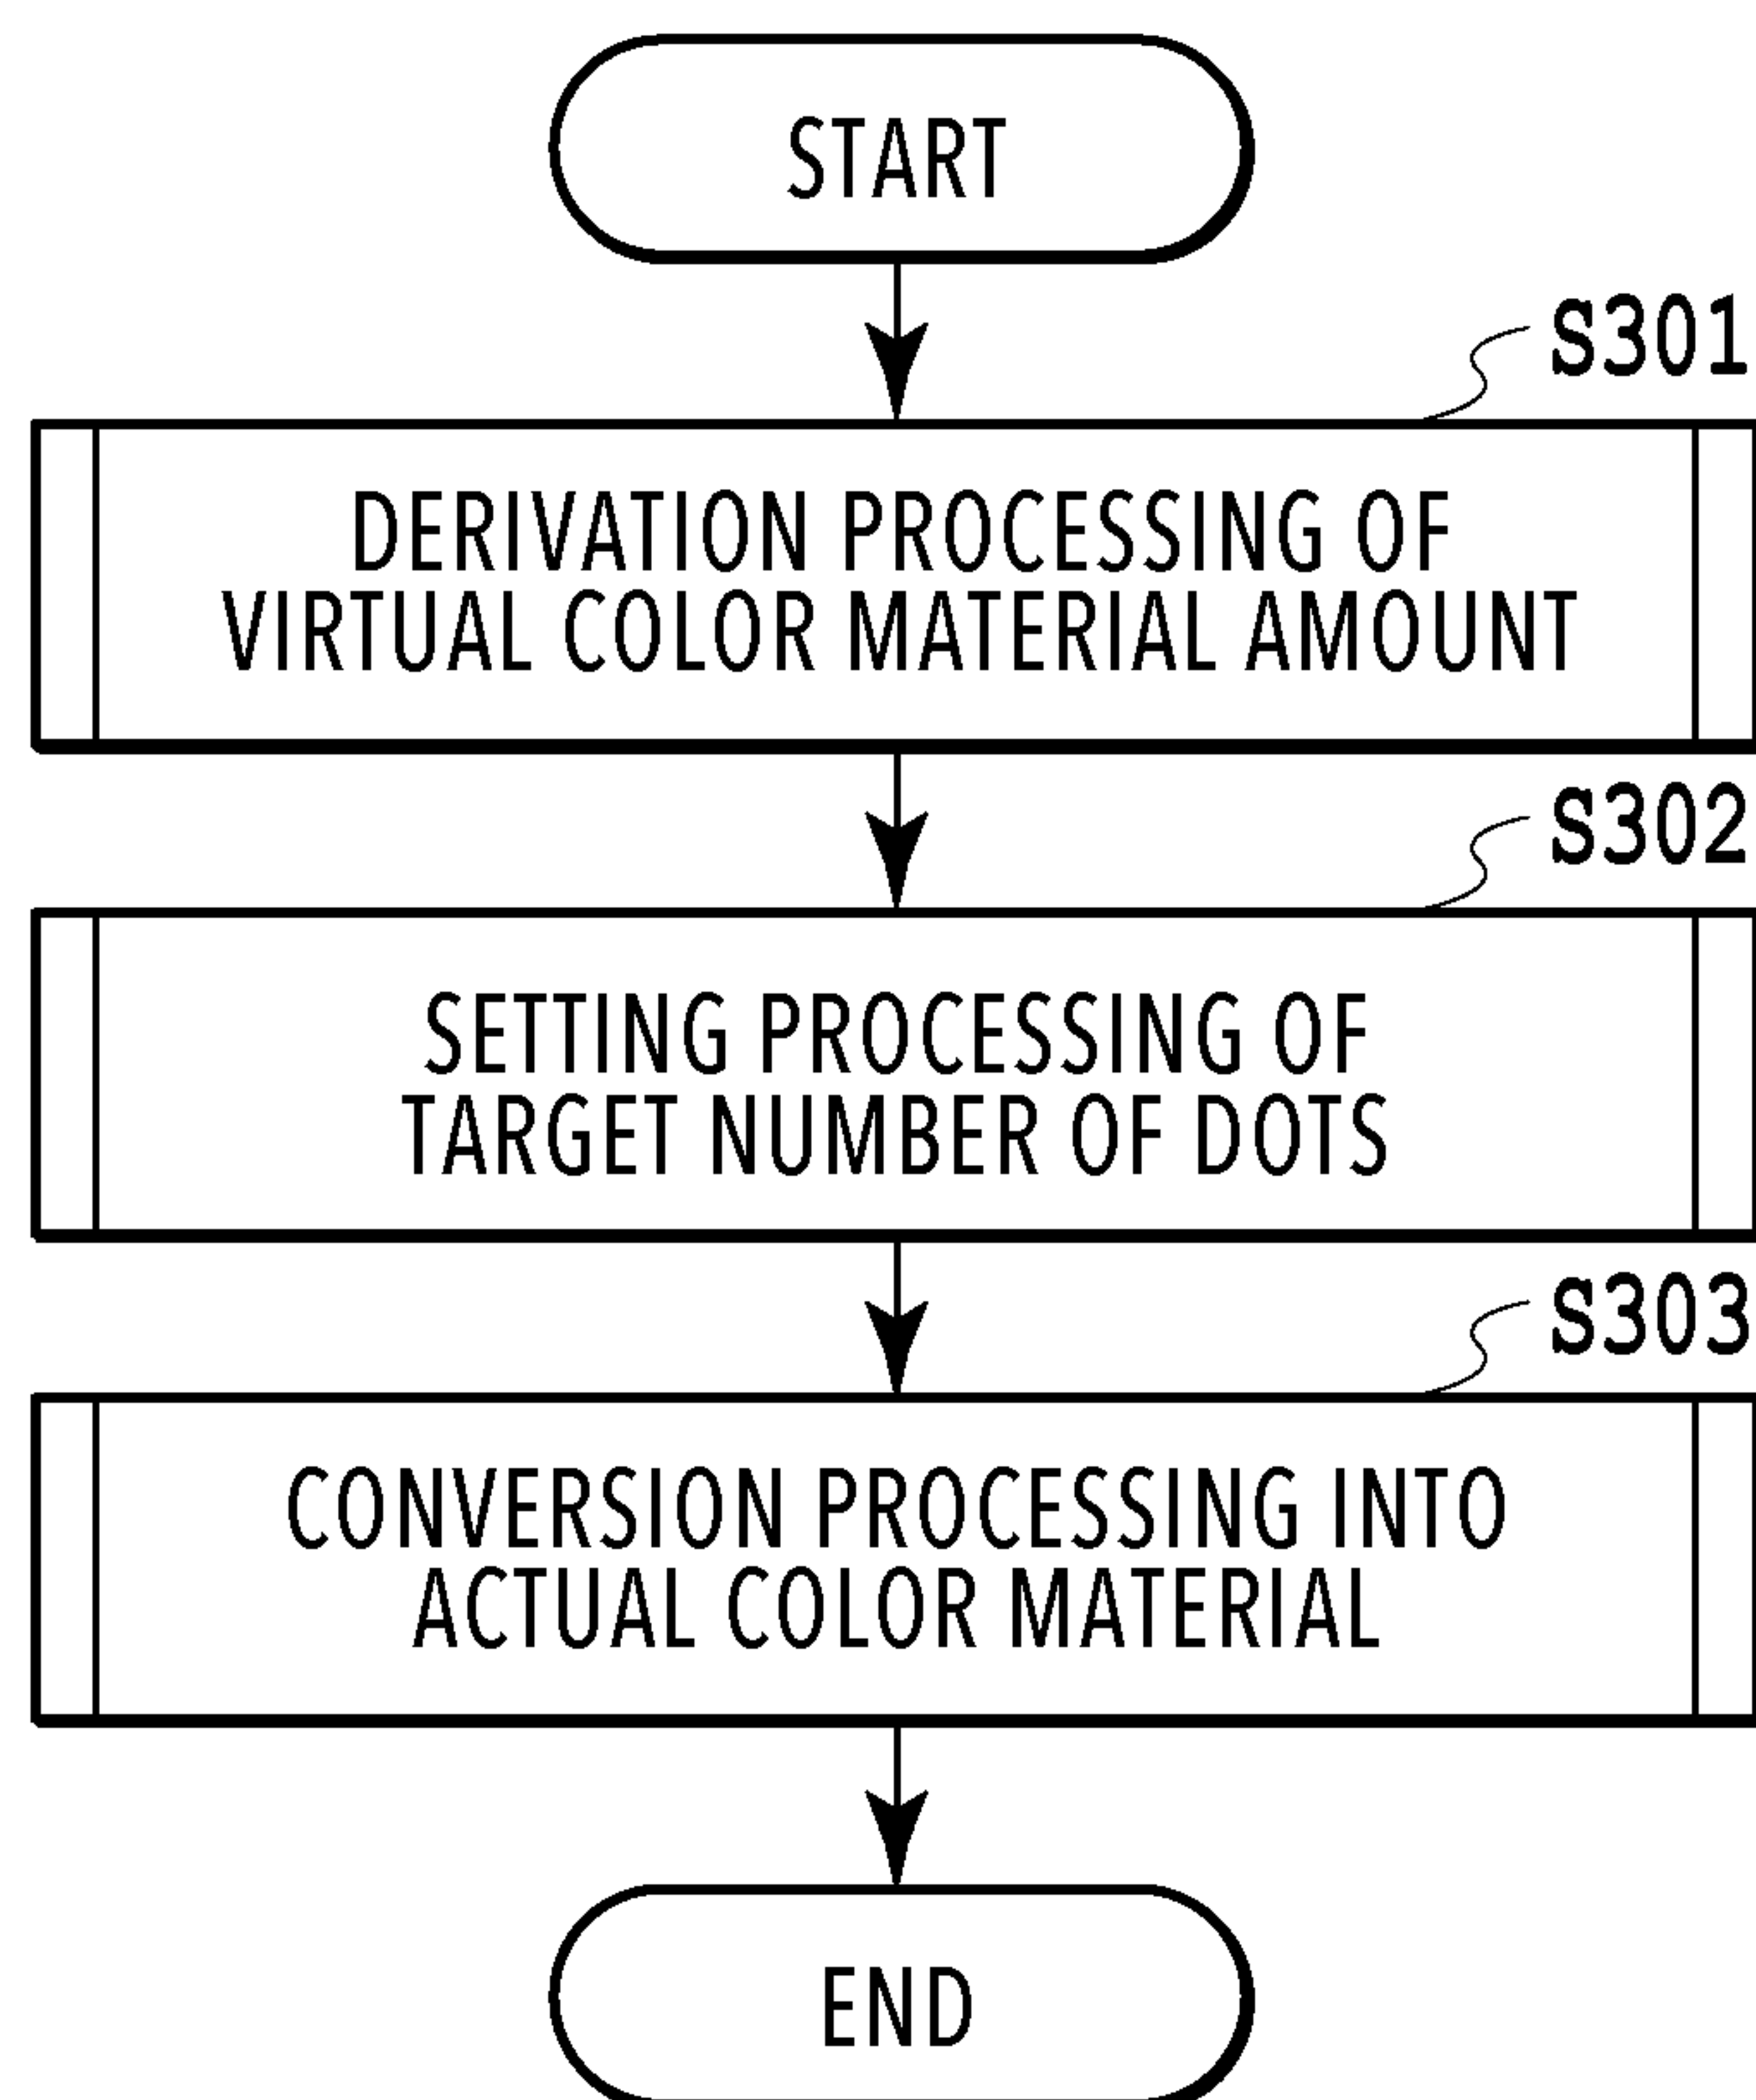 START
S301
DERIVATION PROCESSING OF
VIRTUAL COLOR MATERIAL AMOUNT
S302
SETTING PROCESSING OF
TARGET NUMBER OF DOTS
S303
CONVERSION PROCESSING INTO
ACTUAL COLOR MATERIAL
END